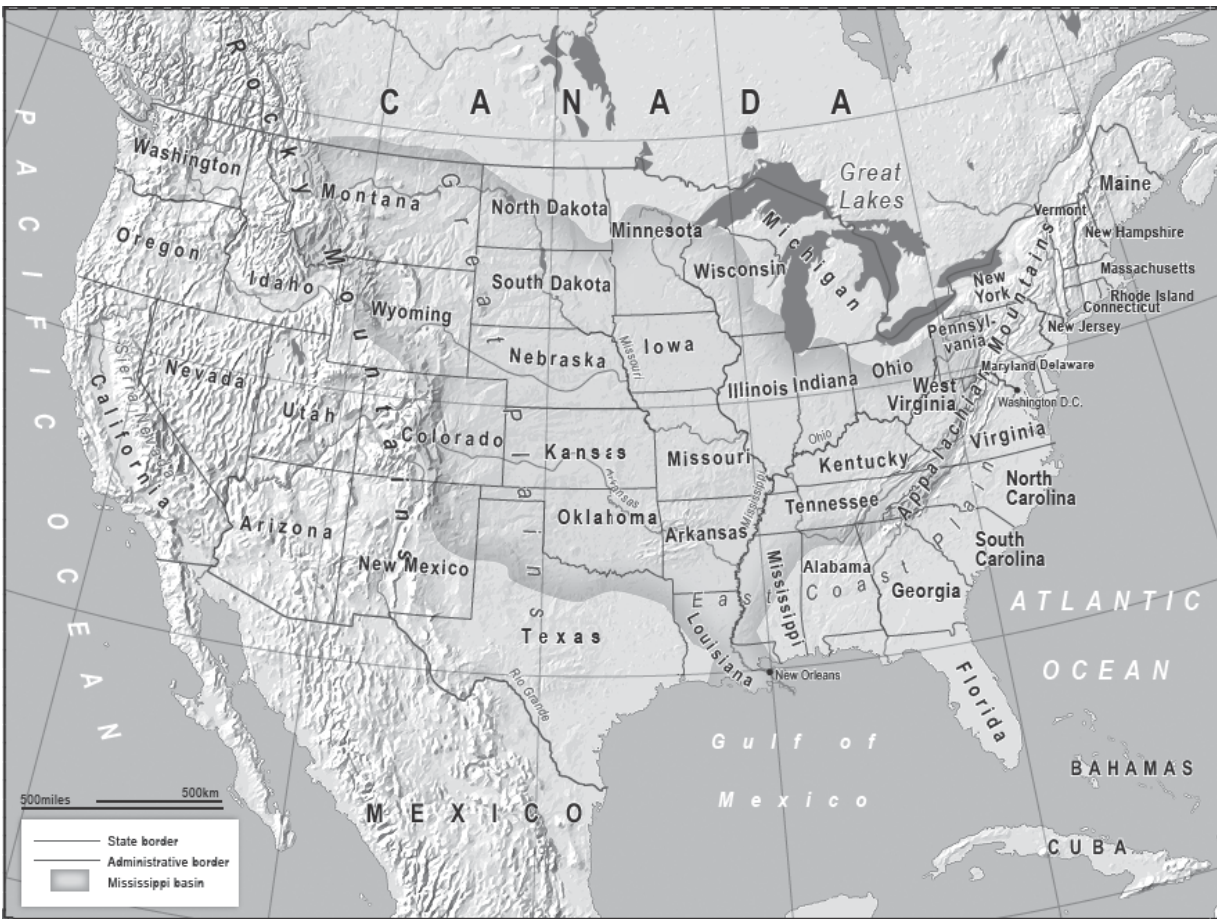 CANADA
Rocky Mountains
Washington
Montana
Great Plains
North Dakota
Minnesota
Great
Lakes
Michigan
Maine
Vermont
New Hampshire
Oregon
Idaho
Wyoming
South Dakota
Wisconsin
New
York
Massachusetts
Rhode Island
Connecticut
New Jersey
Pennsyl-
vania
Appalachian Mountains
PACIFIC OCEAN
Sierra Nevada
California
Nevada
Utah
Colorado
Nebraska
Missouri
Iowa
Illinois
Indiana
Ohio
West
Virginia
Maryland
Delaware
Washington D.C.
Virginia
Kansas
Arkansas
Missouri
Ohio
Kentucky
North
Carolina
Arizona
New Mexico
Oklahoma
Arkansas
Mississippi
Tennessee
South
Carolina
East Coast Plain
Mississippi
Alabama
Georgia
ATLANTIC
OCEAN
Texas
Louisiana
New Orleans
Florida
Rio Grande
Gulf of
Mexico
BAHAMAS
MEXICO
CUBA
500miles
500km
State border
Administrative border
Mississippi basin